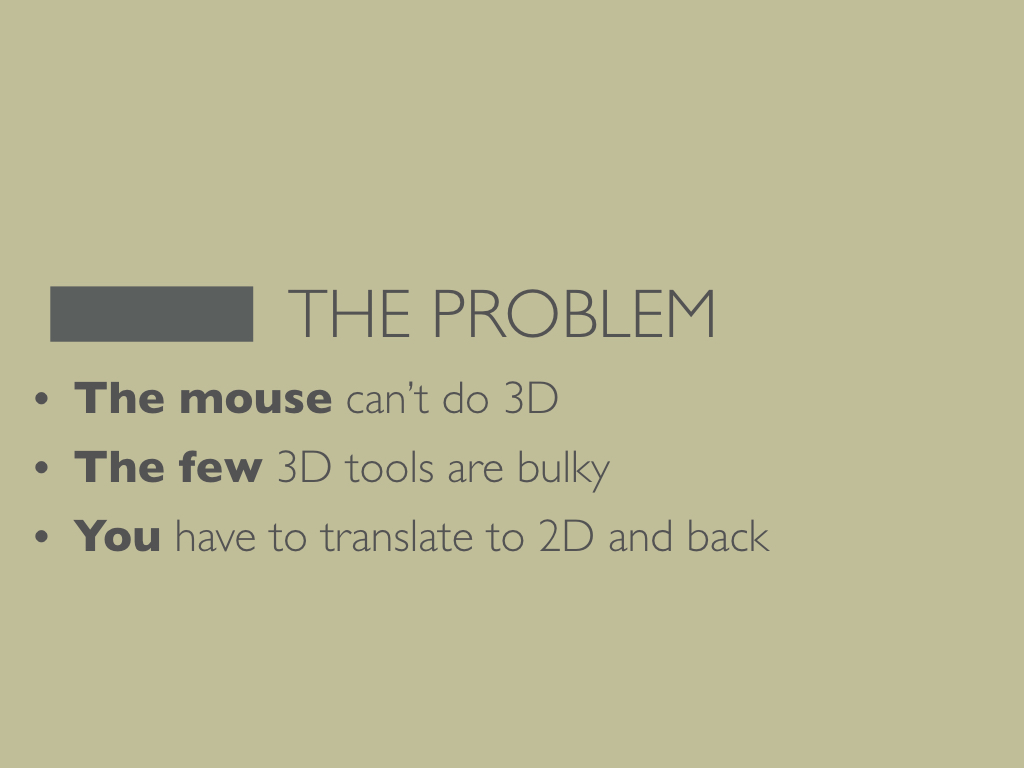 THE PROBLEM
• The mouse can’t do 3D
• The few 3D tools are bulky
• You have to translate to 2D and back